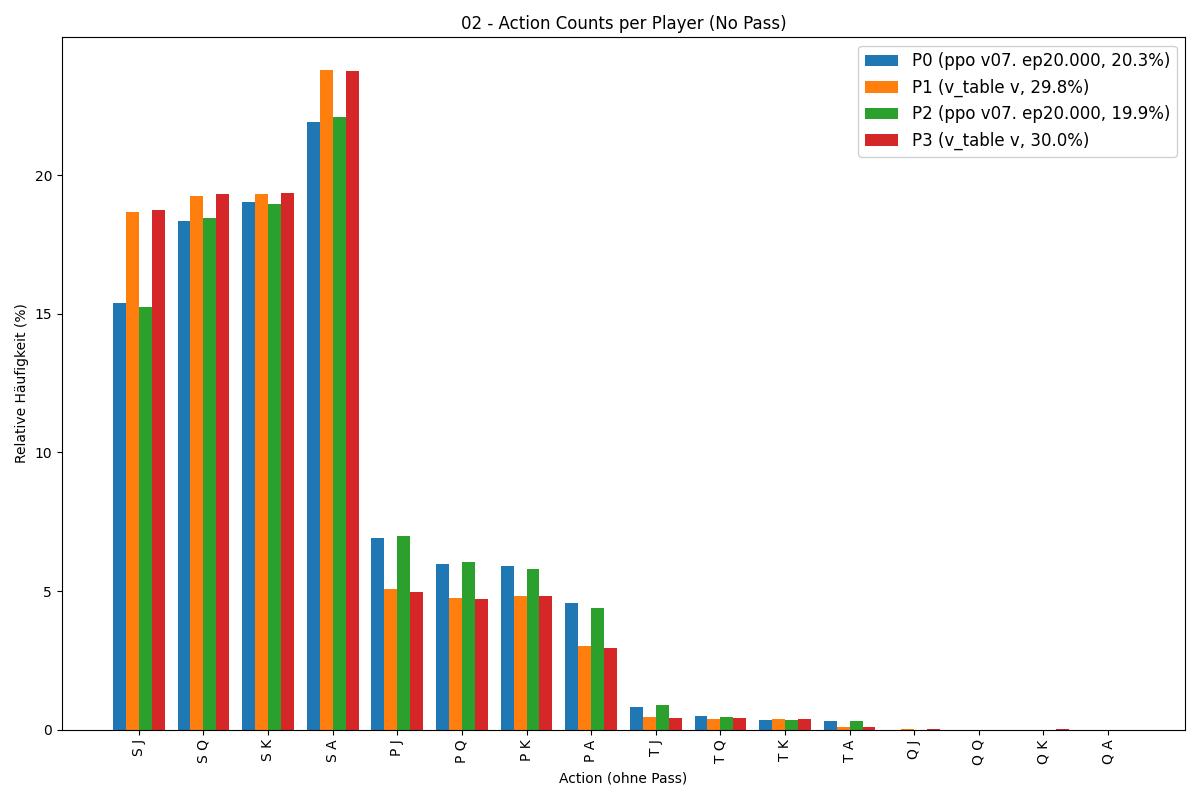 02 - Action Counts per Player (No Pass)
P0 (ppo v07. ep20.000, 20.3%)
P1 (v_table v, 29.8%)
P2 (ppo v07. ep20.000, 19.9%)
P3 (v_table v, 30.0%)
Relative Häufigkeit (%)
20
15
10
5
0
S J
S Q
S K
S A
P J
P Q
P K
P A
T J
T Q
T K
T A
Q J
Q Q
Q K
Q A
Action (ohne Pass)